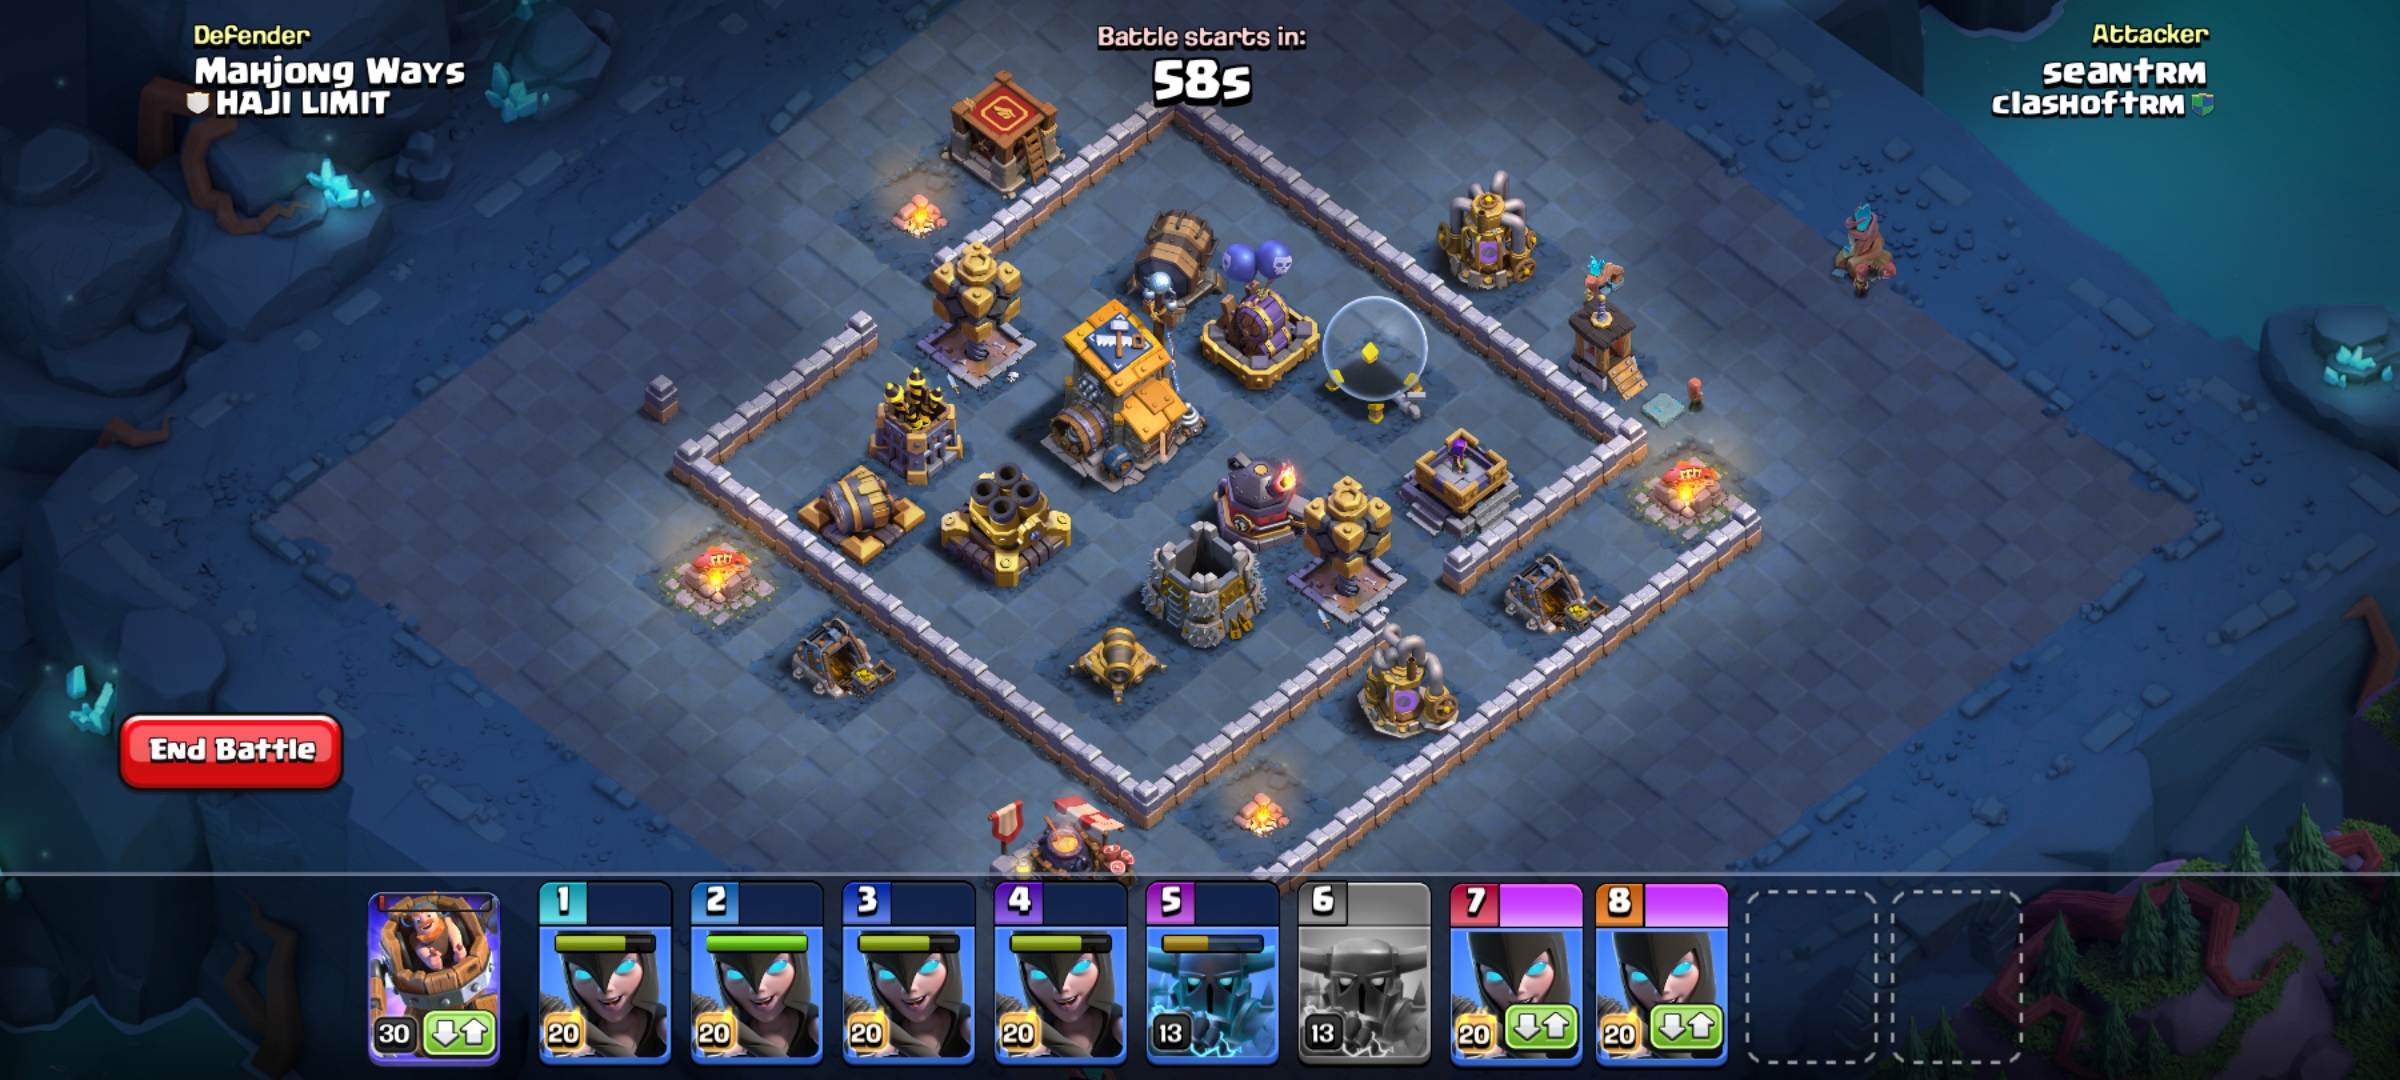 Defender
Mahjong Ways
HAJI LIMIT
Battle starts in:
58s
Attacker
seantRM
clashoftRM
End Battle
30
1
20
2
20
3
20
4
20
5
13
6
13
7
20
8
20